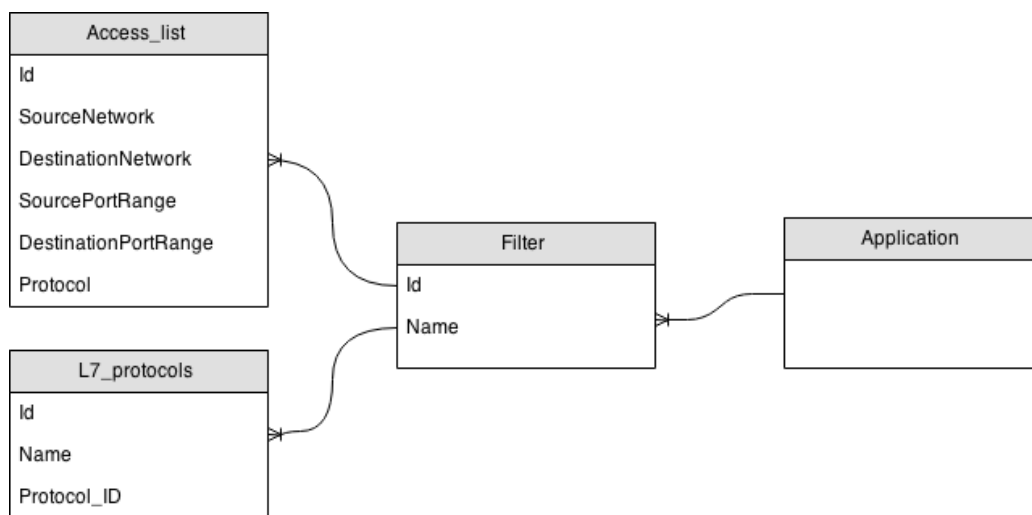 Access_list
Id
SourceNetwork
DestinationNetwork
SourcePortRange
DestinationPortRange
Protocol
L7_protocols
Id
Name
Protocol_ID
Filter
Id
Name
Application